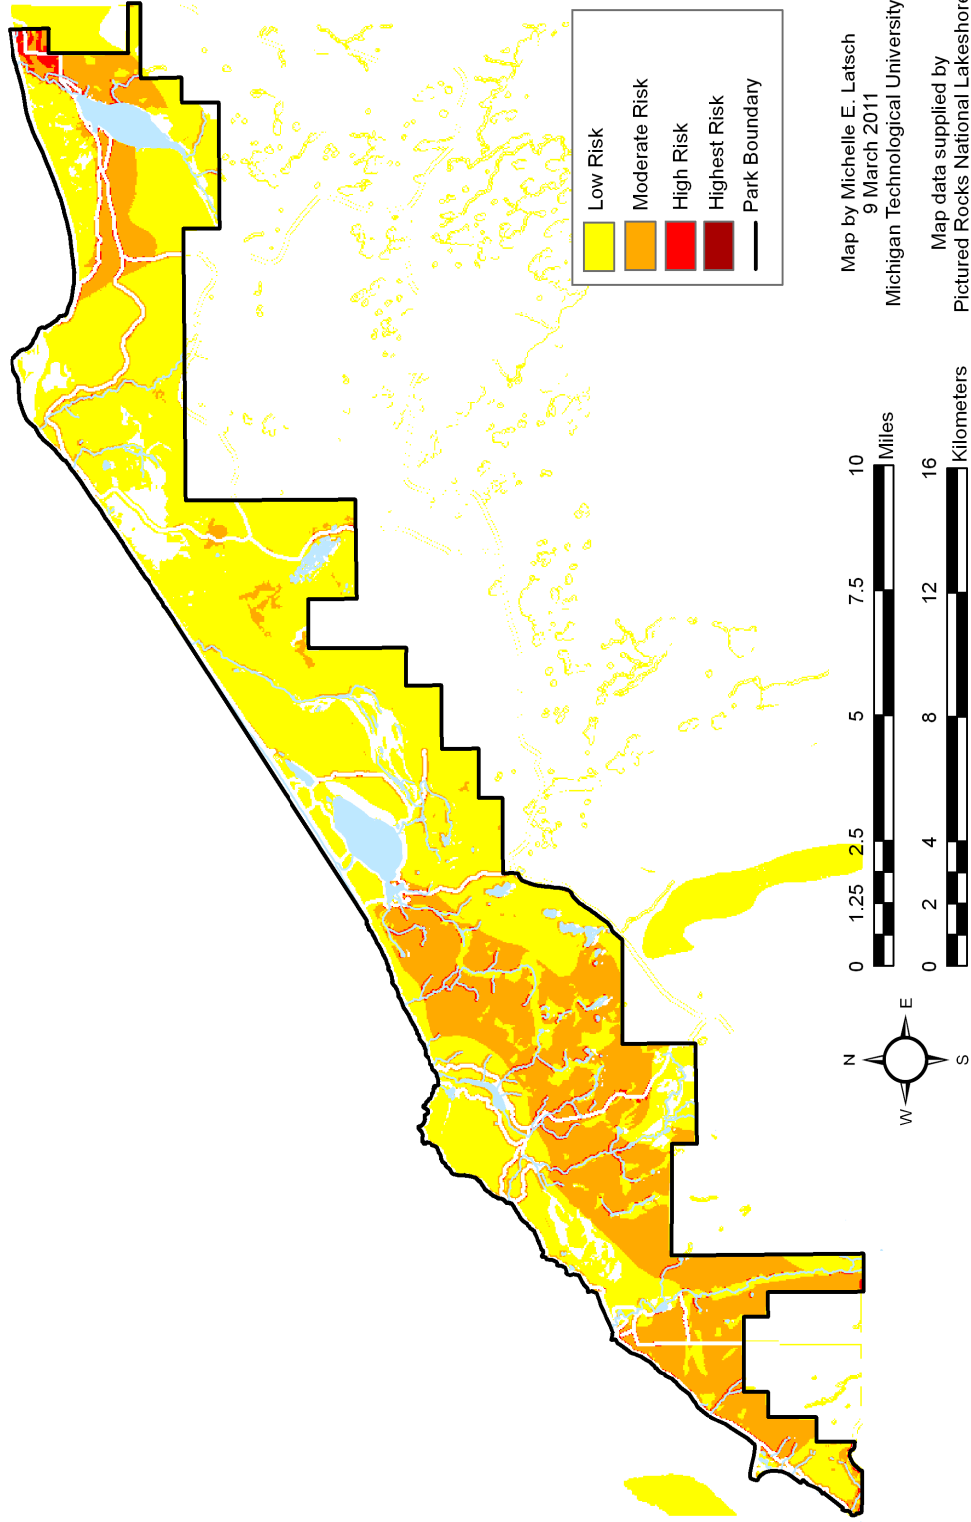 Low Risk
Moderate Risk
High Risk
Highest Risk
Park Boundary
Map by Michelle E. Latsch
9 March 2011
Michigan Technological University
Map data supplied by
Pictured Rocks National Lakeshore
N
W E
S
0 1.25 2.5 5 7.5 10
Miles
0 2 4 8 12 16
Kilometers